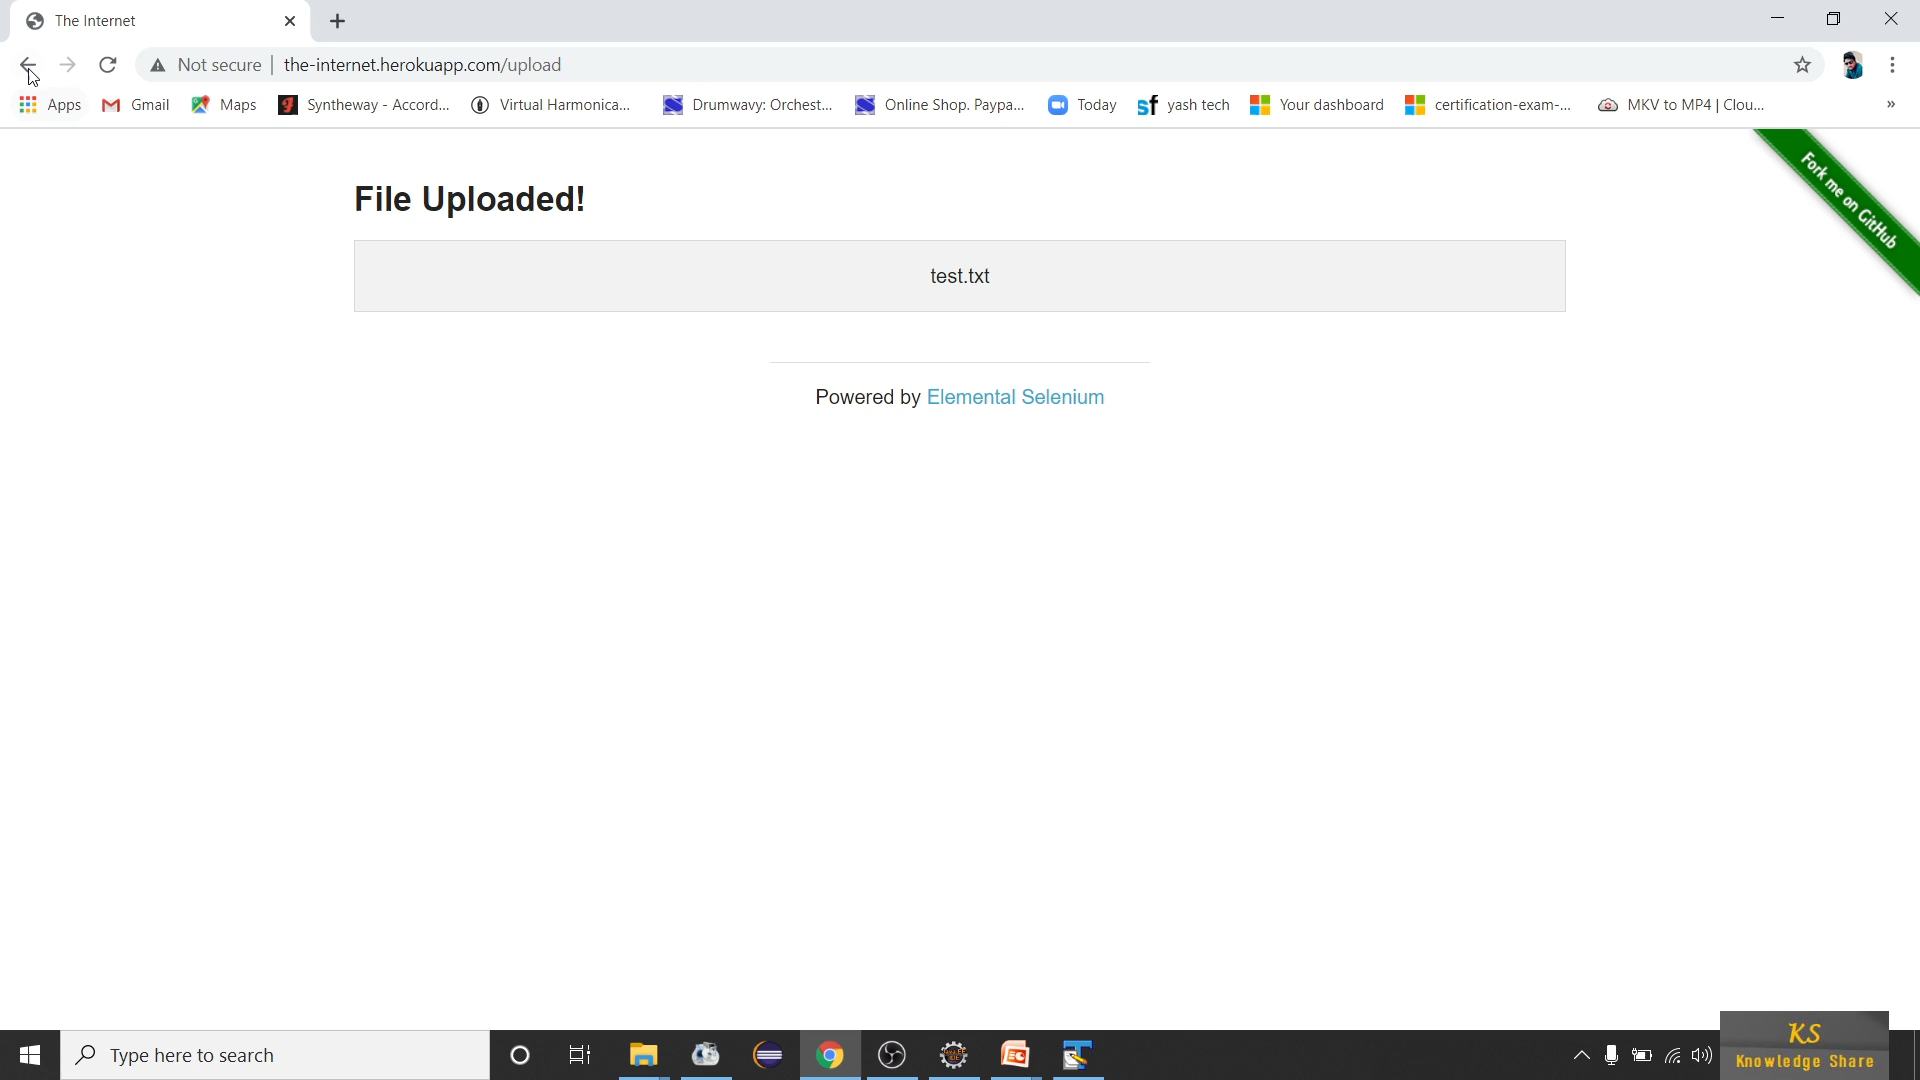 The Internet
Not secure | the-internet.herokuapp.com/upload
Apps Gmail Maps Syntheway - Accord... Virtual Harmonica... Drumwavy: Orchest... Online Shop. Paypa... Today sf yash tech Your dashboard certification-exam-... MKV to MP4 | Clou... »
Fork me on GitHub
File Uploaded!
test.txt
Powered by Elemental Selenium
Type here to search
KS
Knowledge Share